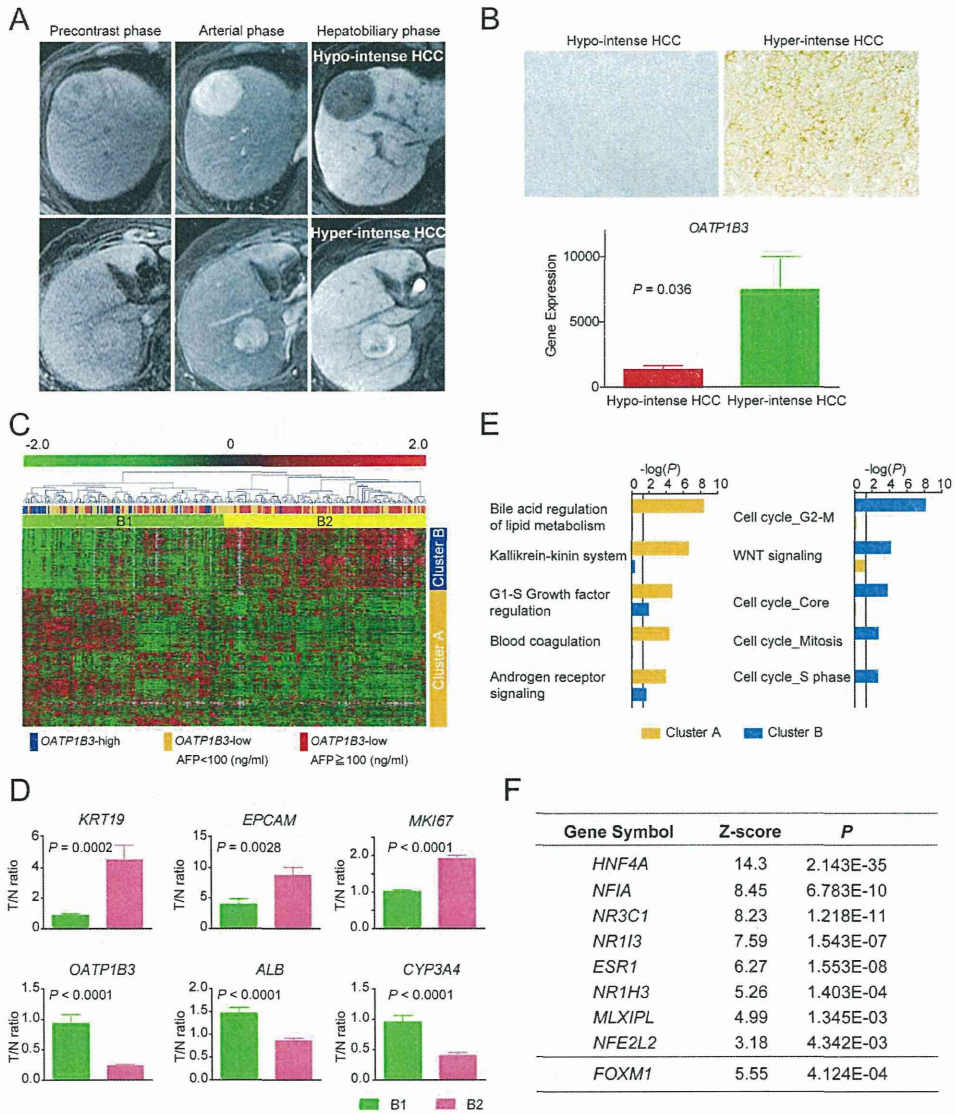 A
Precontrast phase Arterial phase Hepatobiliary phase
Hypo-intense HCC
Hyper-intense HCC
B
Hypo-intense HCC Hyper-intense HCC
OATP1B3
P = 0.036
Gene Expression
10000
5000
0
Hypo-intense HCC Hyper-intense HCC
C
-2.0 0 2.0
B1 B2
Cluster B
Cluster A
OATP1B3-high
OATP1B3-low
AFP<100 (ng/ml)
OATP1B3-low
AFP≧100 (ng/ml)
D
KRT19
P = 0.0002
T/N ratio
6
4
2
0
EPCAM
P = 0.0028
T/N ratio
15
10
5
0
MKI67
P < 0.0001
T/N ratio
2.0
1.0
0.0
OATP1B3
P < 0.0001
T/N ratio
1.5
1.0
0.5
0.0
ALB
P < 0.0001
T/N ratio
2.0
1.5
1.0
0.5
0.0
CYP3A4
P < 0.0001
T/N ratio
1.5
1.0
0.5
0.0
B1 B2
E
-log(P)
0 2 4 6 8 10
Bile acid regulation
of lipid metabolism
Kallikrein-kinin system
G1-S Growth factor
regulation
Blood coagulation
Androgen receptor
signaling
-log(P)
0 2 4 6 8 10
Cell cycle_G2-M
WNT signaling
Cell cycle_Core
Cell cycle_Mitosis
Cell cycle_S phase
Cluster A Cluster B
F
Gene Symbol Z-score P
HNF4A 14.3 2.143E-35
NFIA 8.45 6.783E-10
NR3C1 8.23 1.218E-11
NR1I3 7.59 1.543E-07
ESR1 6.27 1.553E-08
NR1H3 5.26 1.403E-04
MLXIPL 4.99 1.345E-03
NFE2L2 3.18 4.342E-03
FOXM1 5.55 4.124E-04